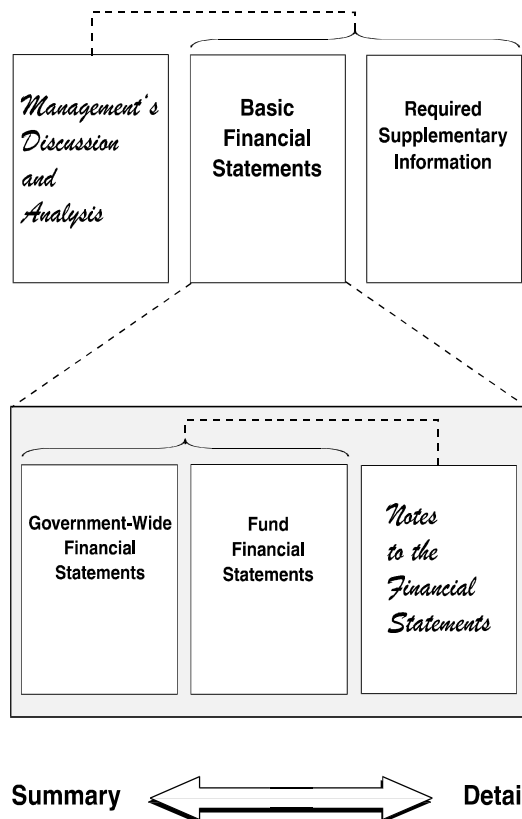 Management's
Discussion
and
Analysis
Basic
Financial
Statements
Required
Supplementary
Information
Government-Wide
Financial
Statements
Fund
Financial
Statements
Notes
to the
Financial
Statements
Summary
Detai